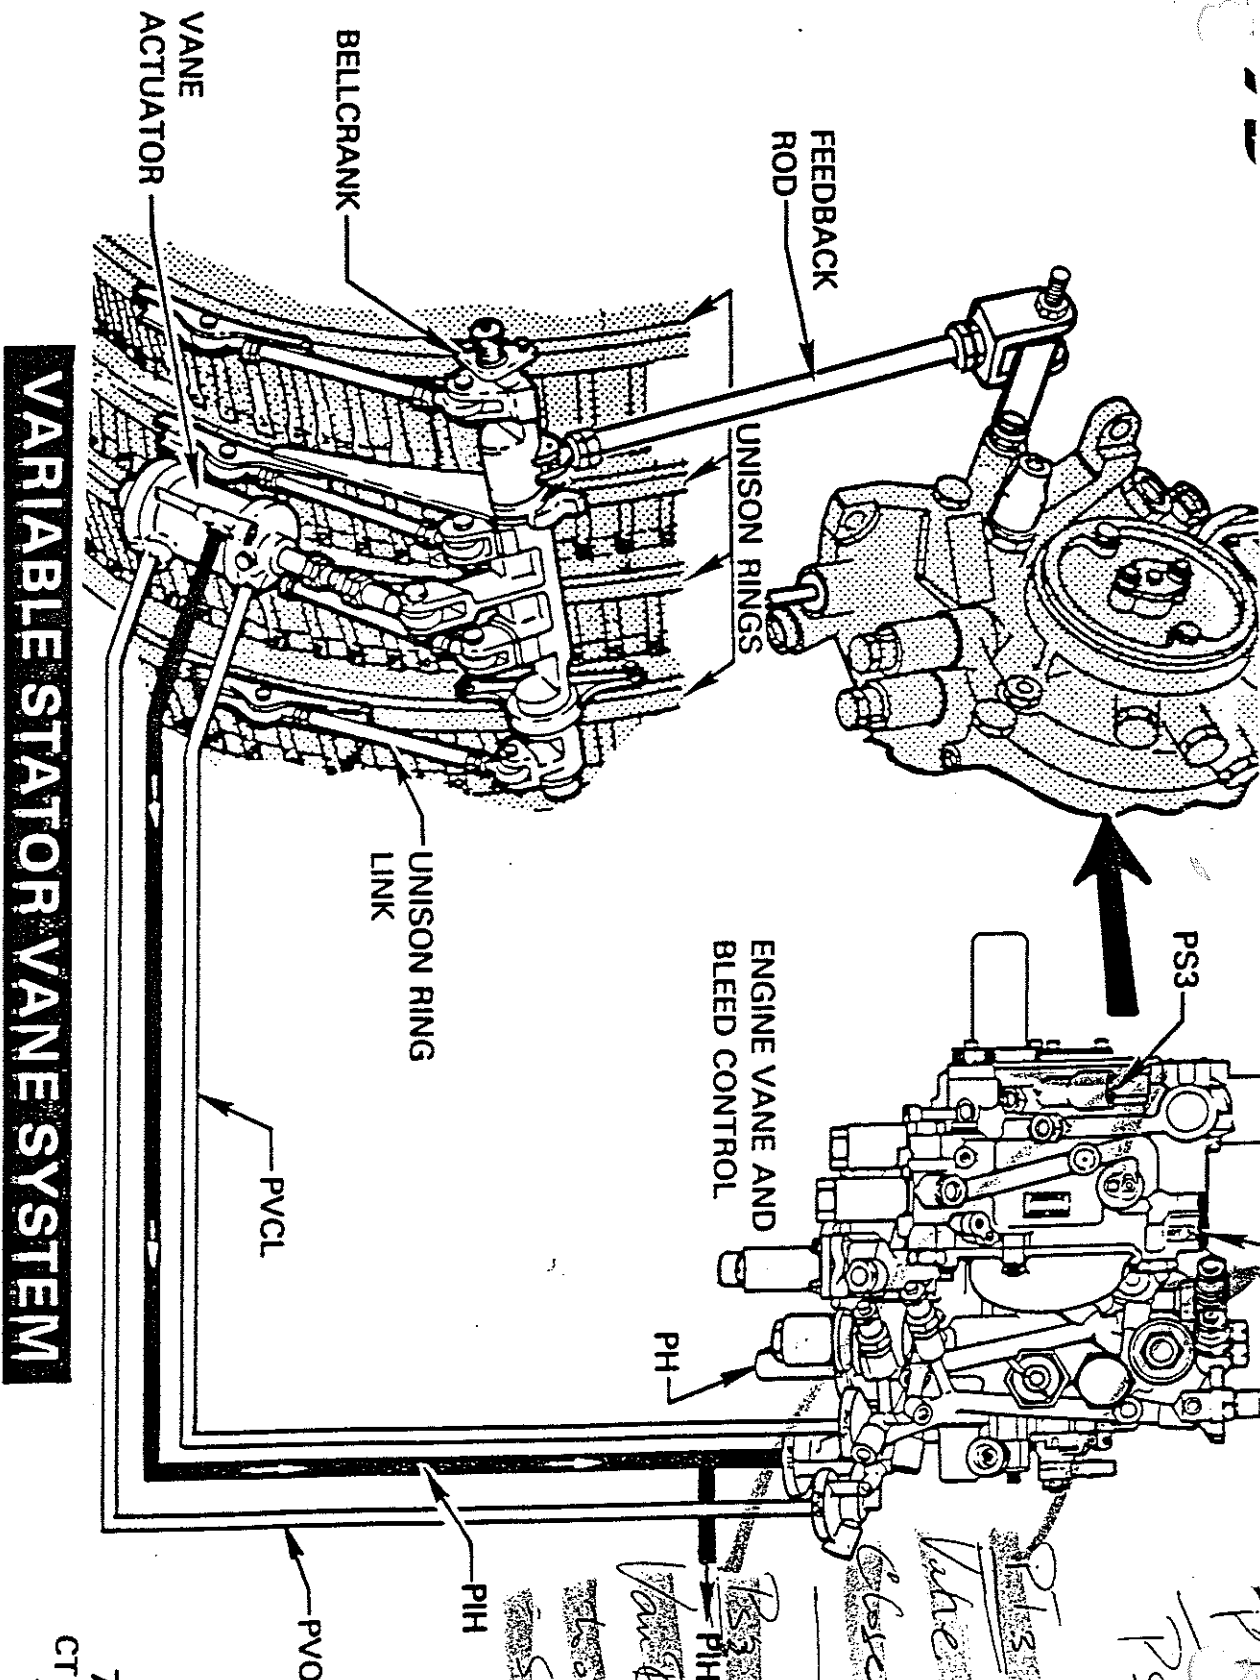 PS3
FEEDBACK
ROD
UNISON RINGS
ENGINE VANE AND
BLEED CONTROL
BELLCRANK
UNISON RING
LINK
PH
VANE
ACTUATOR
PVCL
PIH
PIH
PVO
CT
VARIABLE STATOR VANE SYSTEM